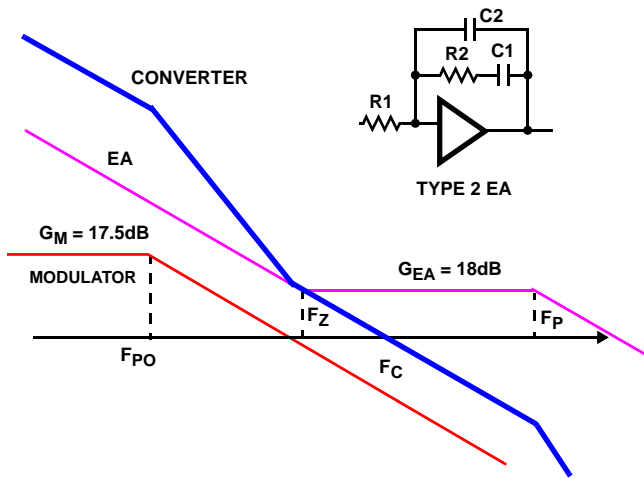 C2
R2
C1
R1
CONVERTER
EA
TYPE 2 EA
GM = 17.5dB
GEA = 18dB
MODULATOR
FZ
FP
FPO
FC